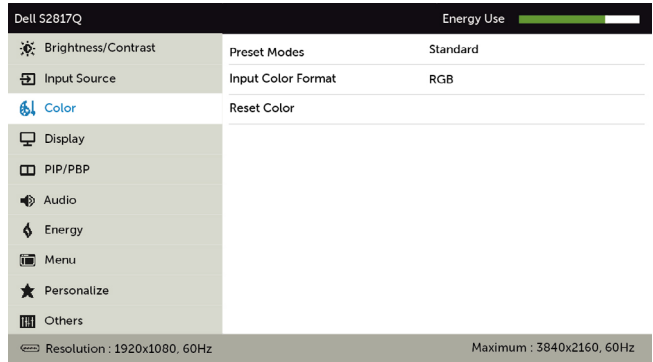 Dell S2817Q Energy Use
Brightness/Contrast Preset Modes Standard
Input Source Input Color Format RGB
Color Reset Color
Display
PIP/PBP
Audio
Energy
Menu
Personalize
Others
Resolution : 1920x1080, 60Hz Maximum : 3840x2160, 60Hz